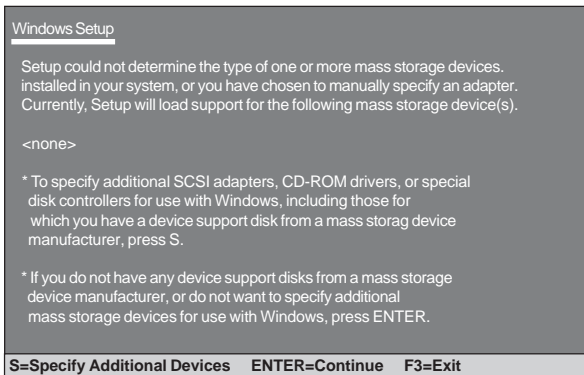 Windows Setup
Setup could not determine the type of one or more mass storage devices.
installed in your system, or you have chosen to manually specify an adapter.
Currently, Setup will load support for the following mass storage device(s).
<none>
* To specify additional SCSI adapters, CD-ROM drivers, or special
disk controllers for use with Windows, including those for
which you have a device support disk from a mass storag device
manufacturer, press S.
* If you do not have any device support disks from a mass storage
device manufacturer, or do not want to specify additional
mass storage devices for use with Windows, press ENTER.
S=Specify Additional Devices ENTER=Continue F3=Exit